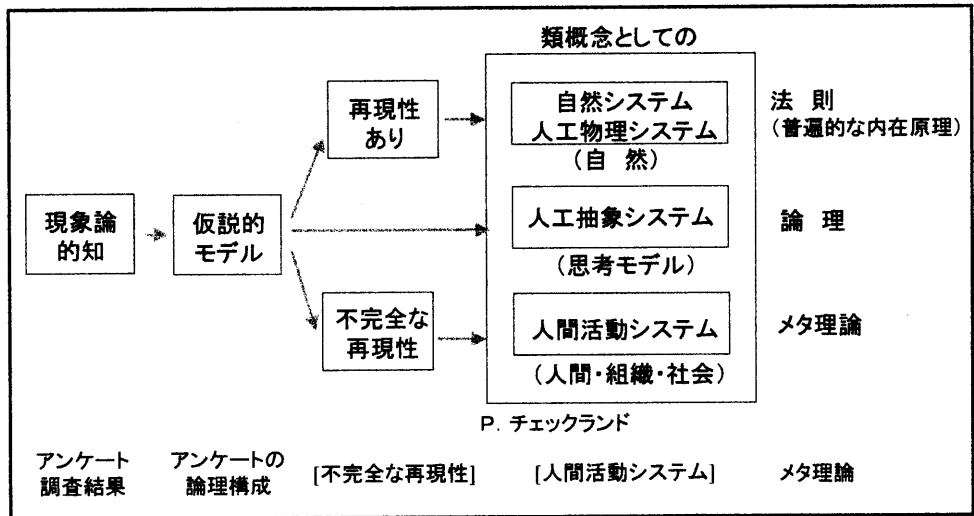 類概念としての
再現性
あり
自然システム
人工物理システム
(自 然)
法 則
(普遍的な内在原理)
現象論
的知
仮説的
モデル
人工抽象システム
(思考モデル)
論 理
不完全な
再現性
人間活動システム
(人間・組織・社会)
メタ理論
P. チェックランド
アンケート
調査結果
アンケートの
論理構成
[不完全な再現性]
[人間活動システム]
メタ理論